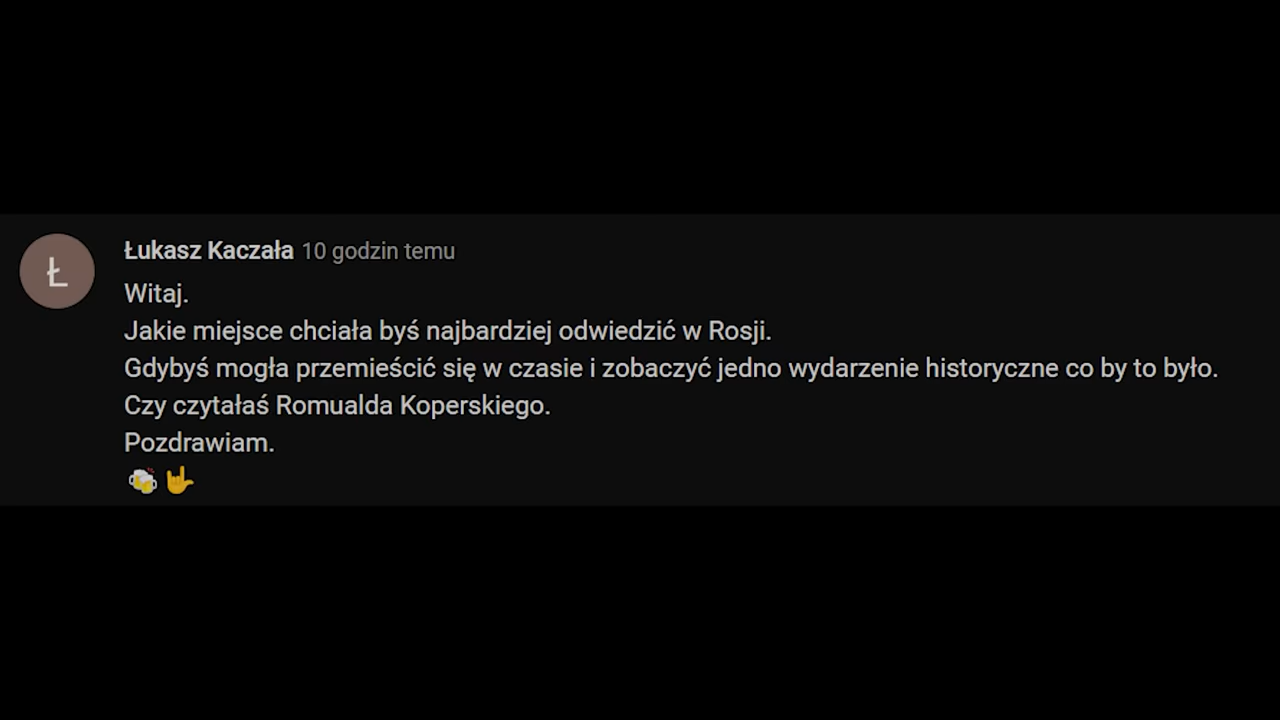 Ł
Łukasz Kaczała 10 godzin temu
Witaj.
Jakie miejsce chciała byś najbardziej odwiedzić w Rosji.
Gdybyś mogła przemieścić się w czasie i zobaczyć jedno wydarzenie historyczne co by to było.
Czy czytałaś Romualda Koperskiego.
Pozdrawiam.
🍻🤟